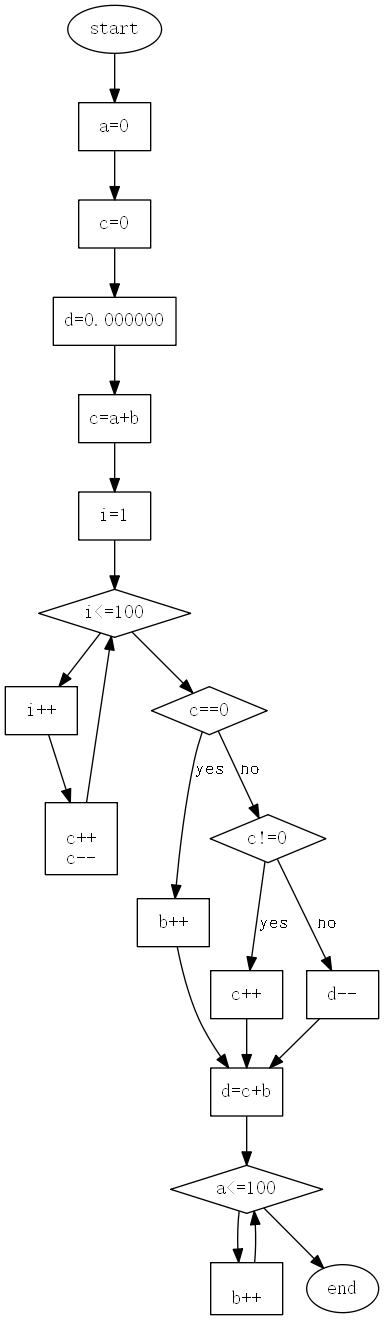 start
a=0
c=0
d=0.000000
c=a+b
i=1
i<=100
i++
c==0
yes
no
c++
c--
c!=0
b++
yes
no
c++
d--
d=c+b
a<=100
b++
end